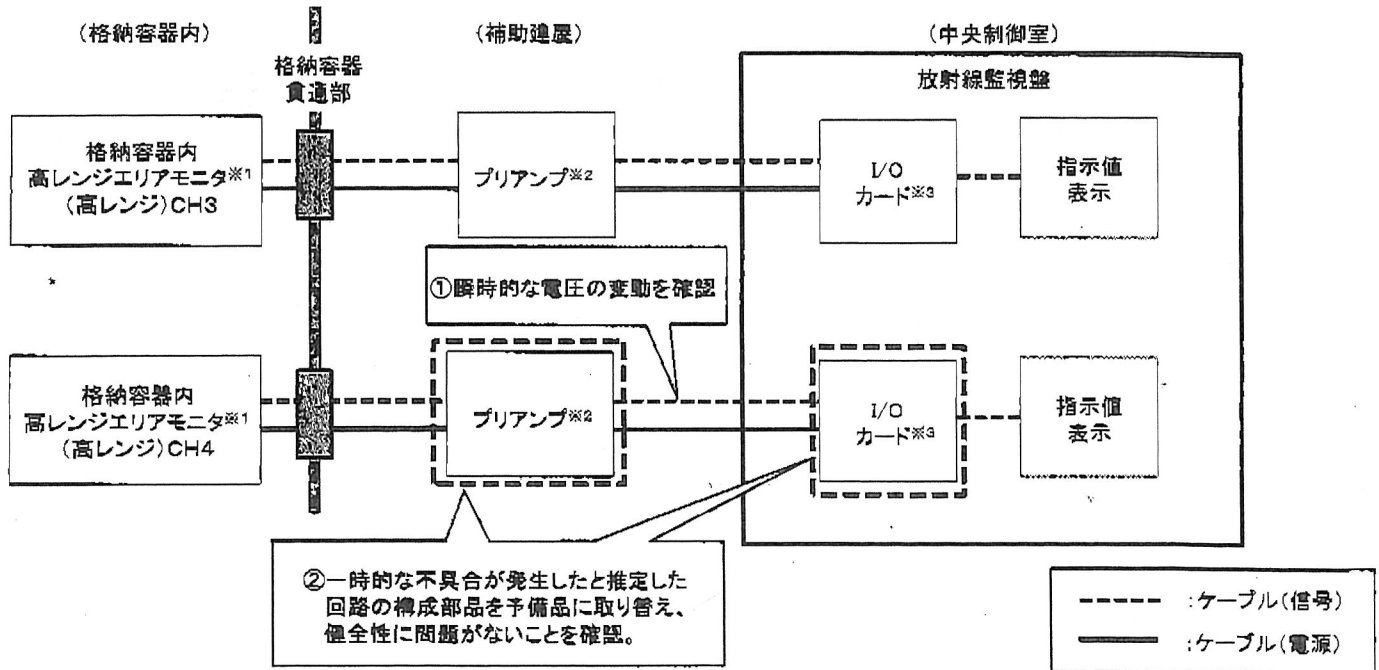 (格納容器内)
(補助建屋)
(中央制御室)
格納容器
貫通部
放射線監視盤
格納容器内
高レンジエリアモニタ※1
(高レンジ)CH3
プリアンプ※2
I/O
カード※3
指示値
表示
①瞬時的な電圧の変動を確認
格納容器内
高レンジエリアモニタ※1
(高レンジ)CH4
プリアンプ※2
I/O
カード※3
指示値
表示
②一時的な不具合が発生したと推定した
回路の構成部品を予備品に取り替え、
健全性に問題がないことを確認。
:ケーブル(信号)
:ケーブル(電源)